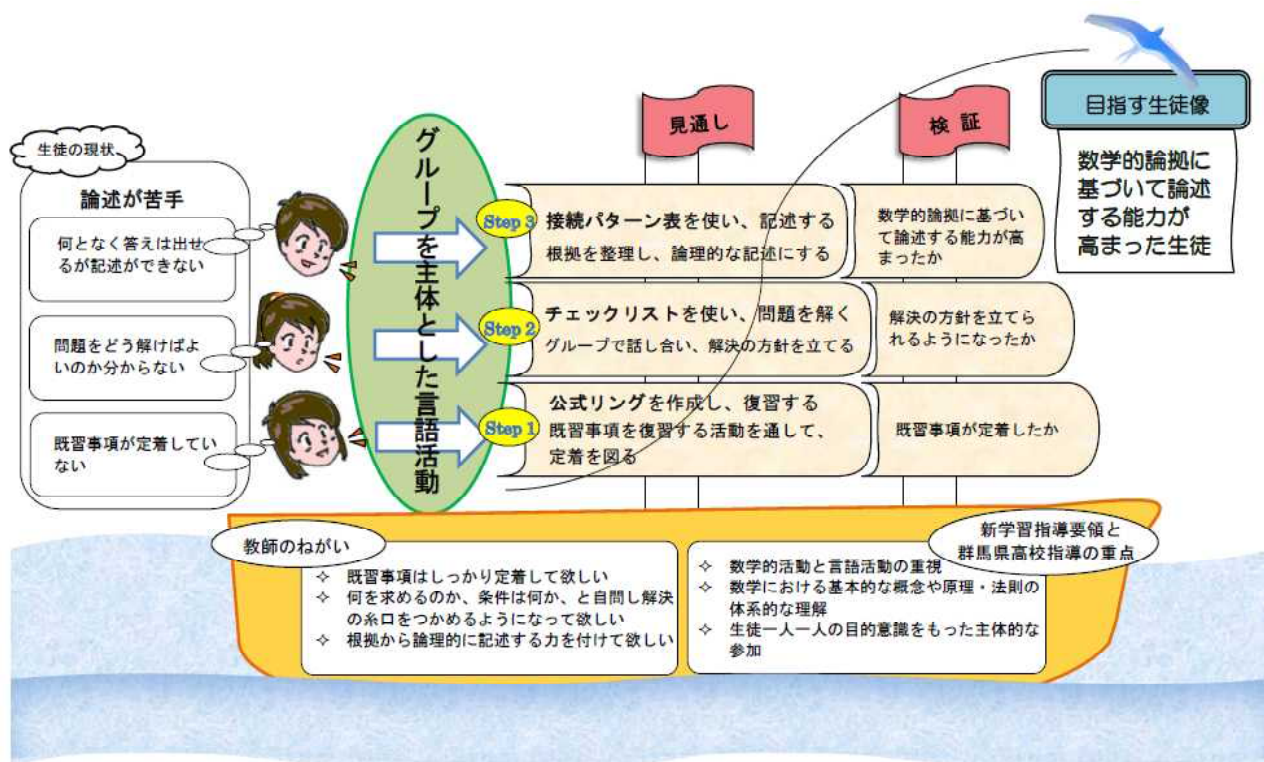 生徒の現状
論述が苦手
何となく答えは出せ
るが記述ができない
問題をどう解けばよ
いのか分からない
既習事項が定着してい
ない
グループを主体とした言語活動
見通し
Step 3
接続パターン表を使い、記述する
根拠を整理し、論理的な記述にする
Step 2
チェックリストを使い、問題を解く
グループで話し合い、解決の方針を立てる
Step 1
公式リングを作成し、復習する
既習事項を復習する活動を通して、
定着を図る
検証
数学的論拠に基づい
て論述する能力が高
まったか
解決の方針を立てら
れるようになったか
既習事項が定着したか
目指す生徒像
数学的論拠に
基づいて論述
する能力が
高まった生徒
教師のねがい
✧ 既習事項はしっかり定着して欲しい
✧ 何を求めるのか、条件は何か、と自問し解決
の糸口をつかめるようになって欲しい
✧ 根拠から論理的に記述する力を付けて欲しい
新学習指導要領と
群馬県高校指導の重点
✧ 数学的活動と言語活動の重視
✧ 数学における基本的な概念や原理・法則の
体系的な理解
✧ 生徒一人一人の目的意識をもった主体的な
参加